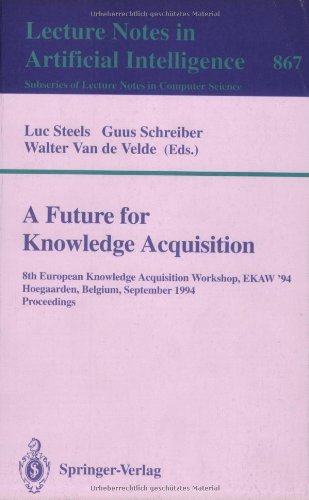 Lecture Notes in
Artificial Intelligence 867
Subseries of Lecture Notes in Computer Science
Luc Steels Guus Schreiber
Walter Van de Velde (Eds.)
A Future for
Knowledge Acquisition
8th European Knowledge Acquisition Workshop, EKAW '94
Hoegaarden, Belgium, September 1994
Proceedings
Springer-Verlag
Urheberrechtlich geschütztes Material
Urheberrechtlich geschütztes Material